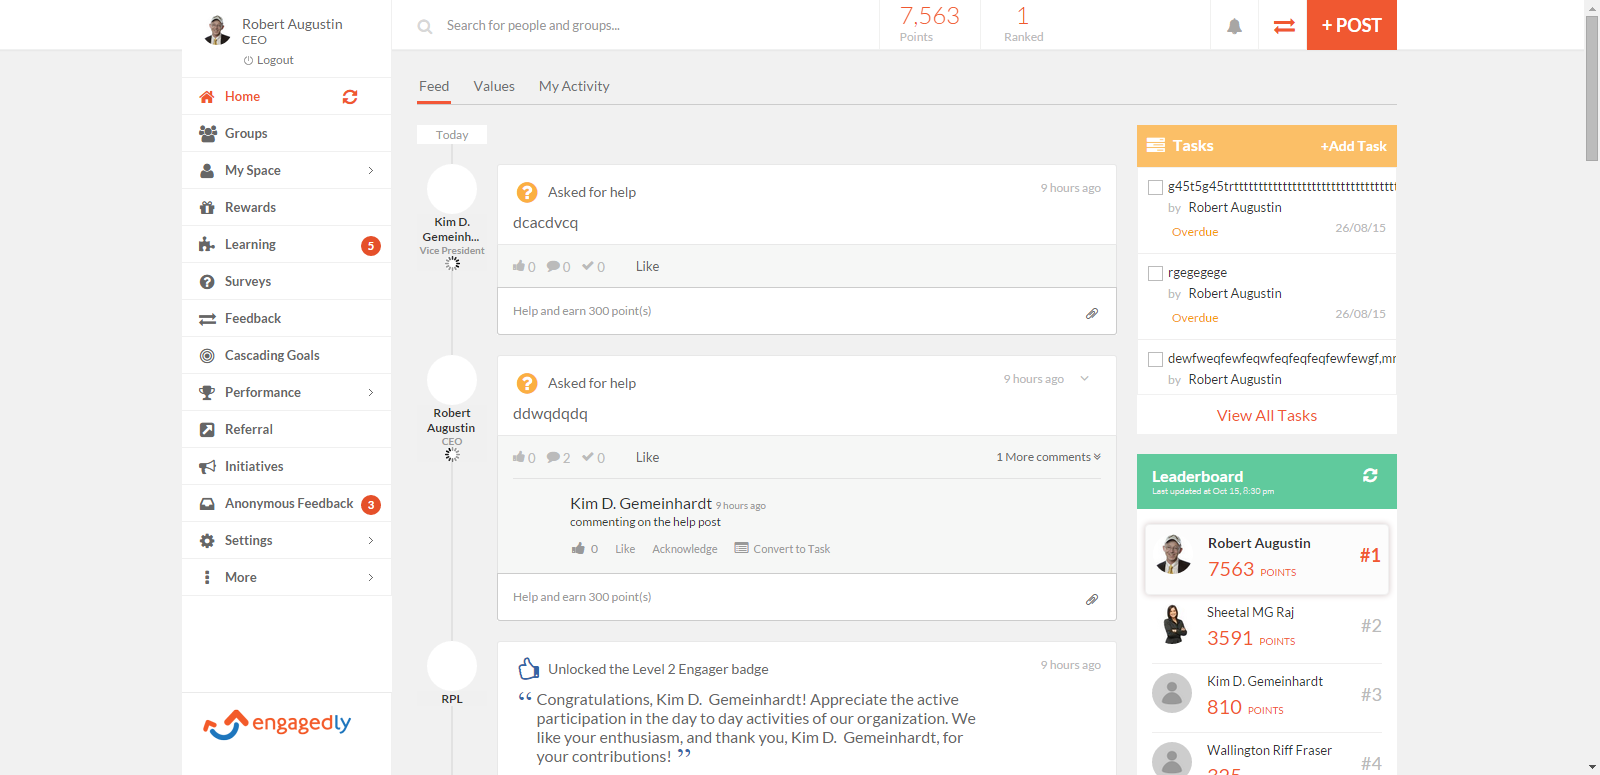 Robert Augustin
CEO
Logout
Search for people and groups...
7,563
Points
1
Ranked
+ POST
Home
Groups
My Space
Rewards
Learning
5
Surveys
Feedback
Cascading Goals
Performance
Referral
Initiatives
Anonymous Feedback
3
Settings
More
engagedly
Feed
Values
My Activity
Today
Kim D.
Gemeinh...
Vice President
Asked for help
9 hours ago
dcacdvcq
0
0
0
Like
Help and earn 300 point(s)
Robert
Augustin
CEO
Asked for help
9 hours ago
ddwqdqdq
0
2
0
Like
1 More comments
Kim D. Gemeinhardt 9 hours ago
commenting on the help post
0 Like Acknowledge Convert to Task
Help and earn 300 point(s)
RPL
Unlocked the Level 2 Engager badge
9 hours ago
“ Congratulations, Kim D. Gemeinhardt! Appreciate the active
participation in the day to day activities of our organization. We
like your enthusiasm, and thank you, Kim D. Gemeinhardt, for
your contributions! ”
Tasks
+Add Task
by Robert Augustin
Overdue
26/08/15
rgegegege
by Robert Augustin
Overdue
26/08/15
by Robert Augustin
View All Tasks
Leaderboard
Last updated at Oct 15, 8:30 pm
Robert Augustin
7563 POINTS
#1
Sheetal MG Raj
3591 POINTS
#2
Kim D. Gemeinhardt
810 POINTS
#3
Wallington Riff Fraser
#4